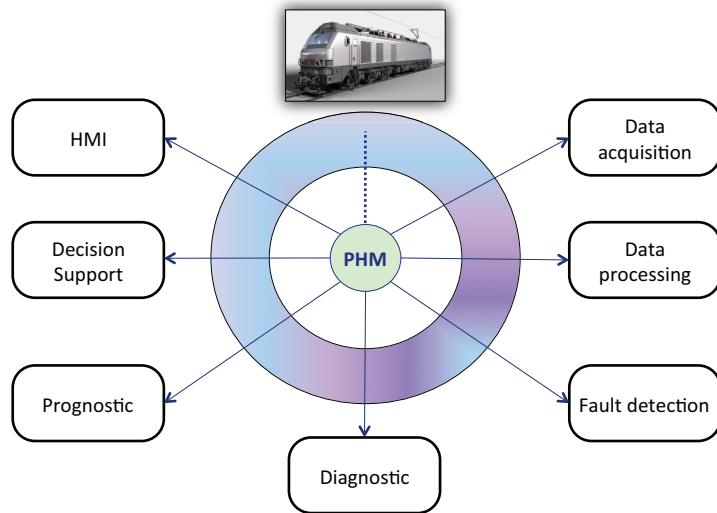 HMI
Data
acquisition
Decision
Support
PHM
Data
processing
Prognostic
Fault detection
Diagnostic